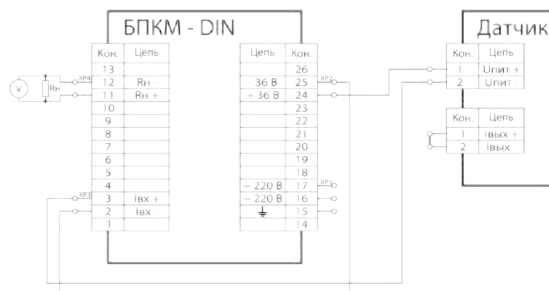 БПКМ - DIN
Датчик
Кон. Цепь
13
12 Rн -
11 Rн +
10
9
8
7
6
5
4
3 Iвх +
2 Iвх -
1
Цепь Кон.
26
- 36 В 25
+ 36 В 24
23
22
21
20
19
18
~ 220 В 17
~ 220 В 16
15
14
XP4
XP3
XP2
XP1
V
Rн
Кон. Цепь
1 Uпит +
2 Uпит -
Кон. Цепь
1 Iвых +
2 Iвых